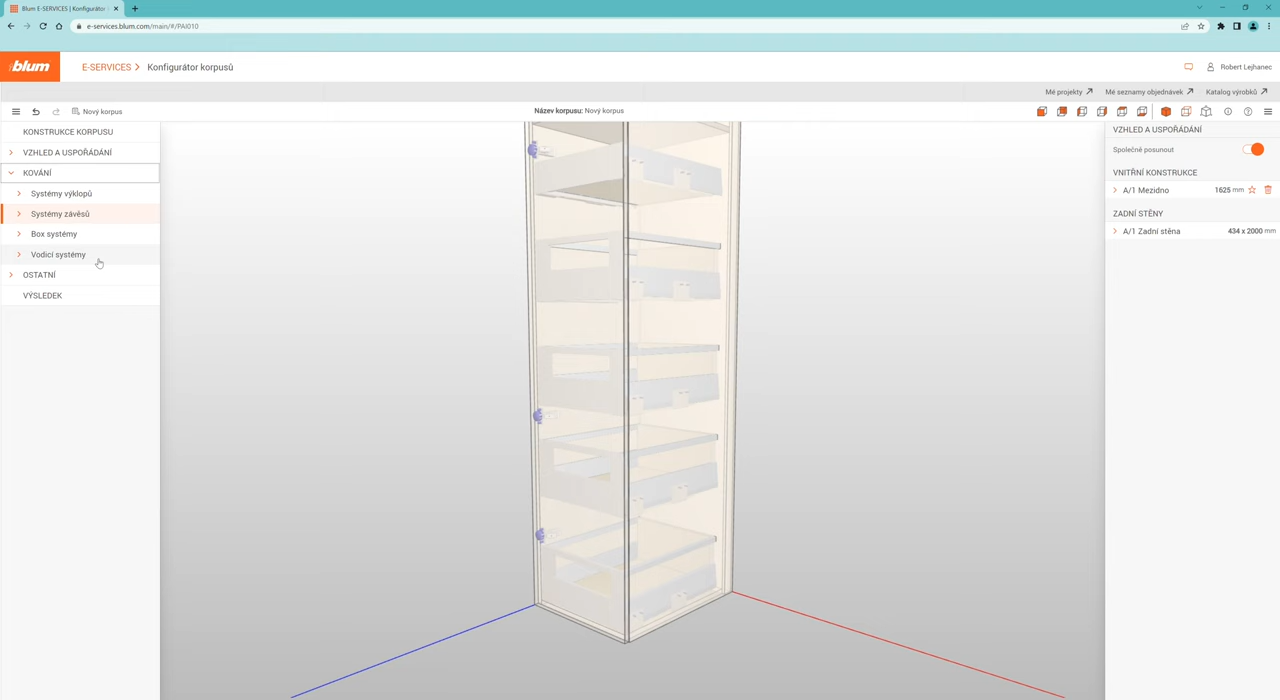 Blum E-SERVICES | Konfigurátor
e-services.blum.com/main/#/PAI010
blum
E-SERVICES
Konfigurátor korpusů
Robert Lejhanec
Mé projekty
Mé seznamy objednávek
Katalog výrobků
Nový korpus
Název korpusu: Nový korpus
KONSTRUKCE KORPUSU
VZHLED A USPOŘÁDÁNÍ
KOVÁNÍ
Systémy výklopů
Systémy závěsů
Box systémy
Vodicí systémy
OSTATNÍ
VÝSLEDEK
VZHLED A USPOŘÁDÁNÍ
Společně posunout
VNITŘNÍ KONSTRUKCE
A/1 Mezidno 1625 mm
ZADNÍ STĚNY
A/1 Zadní stěna 434 x 2000 mm